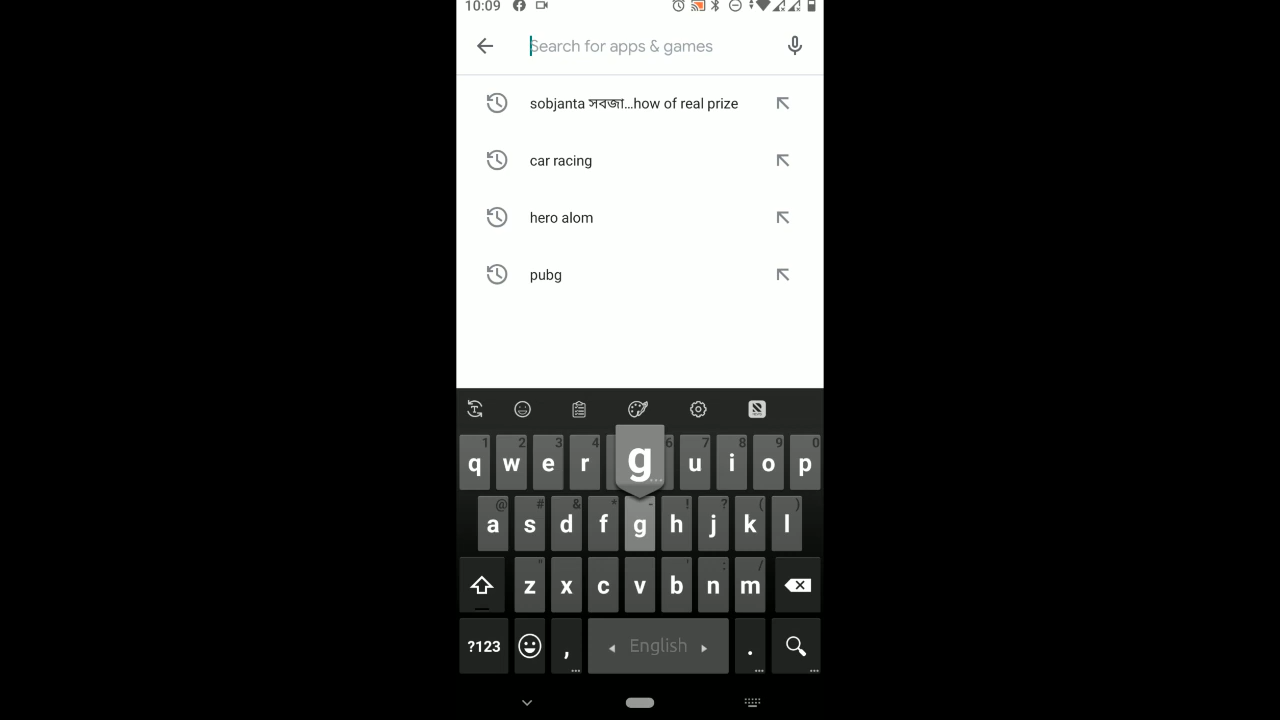 10:09
Search for apps & games
sobjanta সবজা...how of real prize
car racing
hero alom
pubg
g
1 2 3 4 6 7 8 9 0
q w e r u i o p
@ # & * - ! ? ( )
a s d f g h j k l
" ' : /
z x c v b n m
?123 , English .